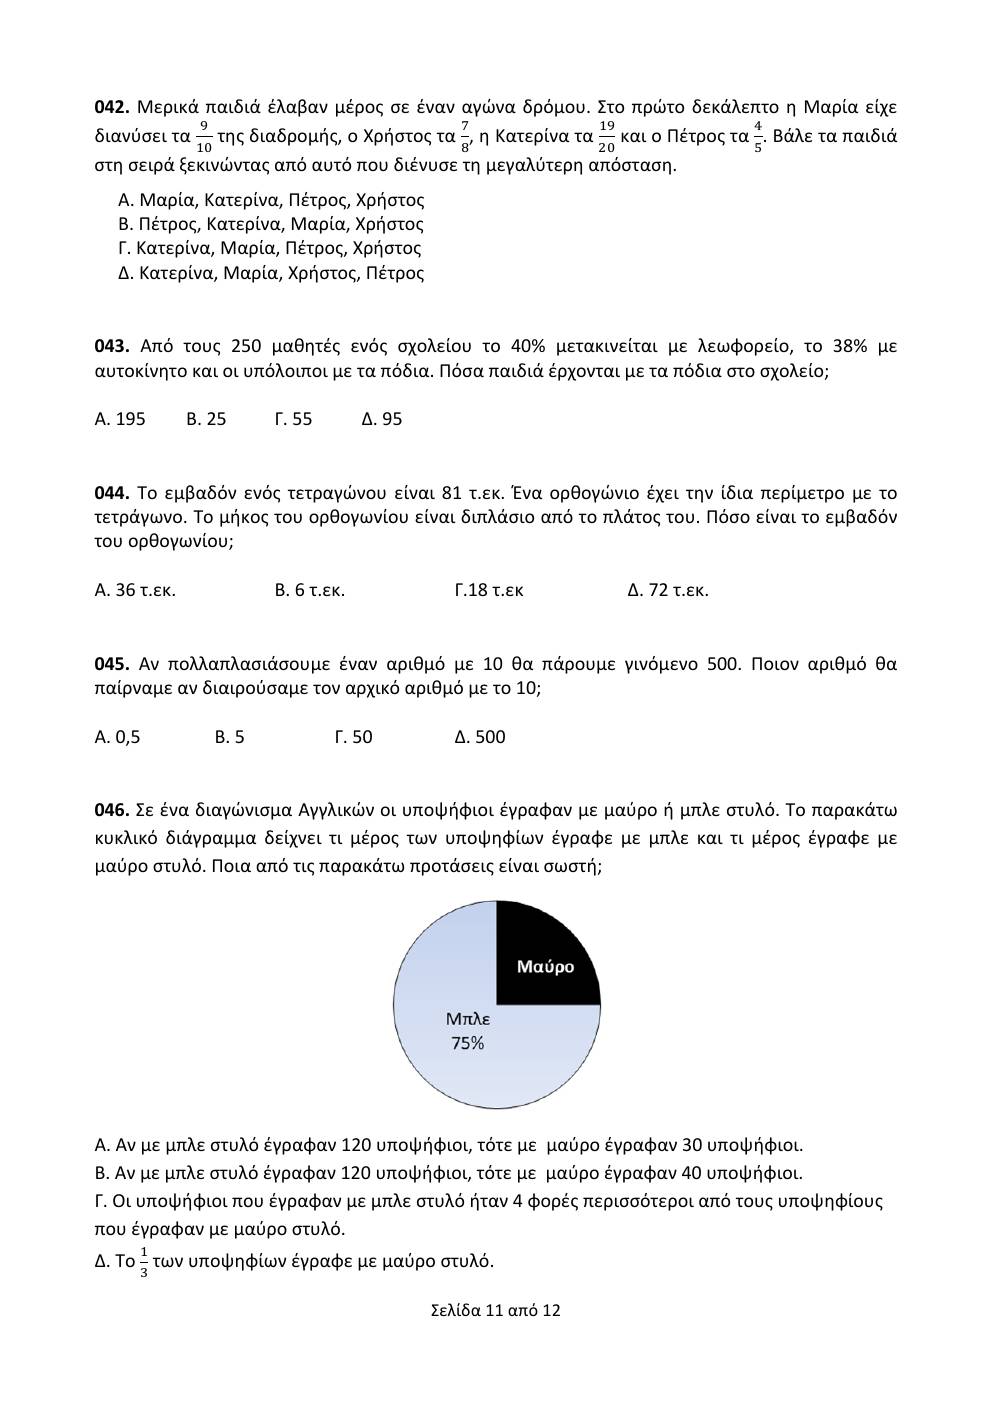 042. Μερικά παιδιά έλαβαν μέρος σε έναν αγώνα δρόμου. Στο πρώτο δεκάλεπτο η Μαρία είχε
διανύσει τα 9/10 της διαδρομής, ο Χρήστος τα 7/8, η Κατερίνα τα 19/20 και ο Πέτρος τα 4/5. Βάλε τα παιδιά
στη σειρά ξεκινώντας από αυτό που διένυσε τη μεγαλύτερη απόσταση.
Α. Μαρία, Κατερίνα, Πέτρος, Χρήστος
Β. Πέτρος, Κατερίνα, Μαρία, Χρήστος
Γ. Κατερίνα, Μαρία, Πέτρος, Χρήστος
Δ. Κατερίνα, Μαρία, Χρήστος, Πέτρος
043. Από τους 250 μαθητές ενός σχολείου το 40% μετακινείται με λεωφορείο, το 38% με
αυτοκίνητο και οι υπόλοιποι με τα πόδια. Πόσα παιδιά έρχονται με τα πόδια στο σχολείο;
Α. 195 Β. 25 Γ. 55 Δ. 95
044. Το εμβαδόν ενός τετραγώνου είναι 81 τ.εκ. Ένα ορθογώνιο έχει την ίδια περίμετρο με το
τετράγωνο. Το μήκος του ορθογωνίου είναι διπλάσιο από το πλάτος του. Πόσο είναι το εμβαδόν
του ορθογωνίου;
Α. 36 τ.εκ. Β. 6 τ.εκ. Γ.18 τ.εκ Δ. 72 τ.εκ.
045. Αν πολλαπλασιάσουμε έναν αριθμό με 10 θα πάρουμε γινόμενο 500. Ποιον αριθμό θα
παίρναμε αν διαιρούσαμε τον αρχικό αριθμό με το 10;
Α. 0,5 Β. 5 Γ. 50 Δ. 500
046. Σε ένα διαγώνισμα Αγγλικών οι υποψήφιοι έγραφαν με μαύρο ή μπλε στυλό. Το παρακάτω
κυκλικό διάγραμμα δείχνει τι μέρος των υποψηφίων έγραφε με μπλε και τι μέρος έγραφε με
μαύρο στυλό. Ποια από τις παρακάτω προτάσεις είναι σωστή;
Μαύρο
Μπλε
75%
Α. Αν με μπλε στυλό έγραφαν 120 υποψήφιοι, τότε με μαύρο έγραφαν 30 υποψήφιοι.
Β. Αν με μπλε στυλό έγραφαν 120 υποψήφιοι, τότε με μαύρο έγραφαν 40 υποψήφιοι.
Γ. Οι υποψήφιοι που έγραφαν με μπλε στυλό ήταν 4 φορές περισσότεροι από τους υποψηφίους
που έγραφαν με μαύρο στυλό.
Δ. Το 1/3 των υποψηφίων έγραφε με μαύρο στυλό.
Σελίδα 11 από 12